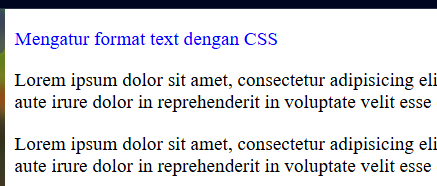 Mengatur format text dengan CSS
Lorem ipsum dolor sit amet, consectetur adipisicing eli
aute irure dolor in reprehenderit in voluptate velit esse
Lorem ipsum dolor sit amet, consectetur adipisicing eli
aute irure dolor in reprehenderit in voluptate velit esse